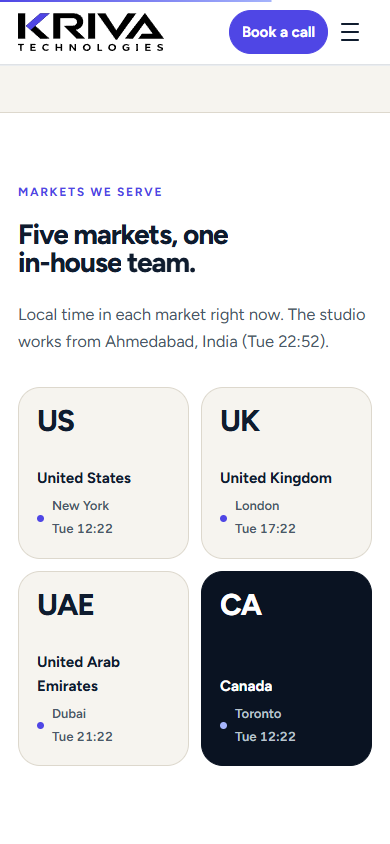 KRIVA
TECHNOLOGIES
Book a call
MARKETS WE SERVE
Five markets, one
in-house team.
Local time in each market right now. The studio
works from Ahmedabad, India (Tue 22:52).
US
United States
New York
Tue 12:22
UK
United Kingdom
London
Tue 17:22
UAE
United Arab
Emirates
Dubai
Tue 21:22
CA
Canada
Toronto
Tue 12:22